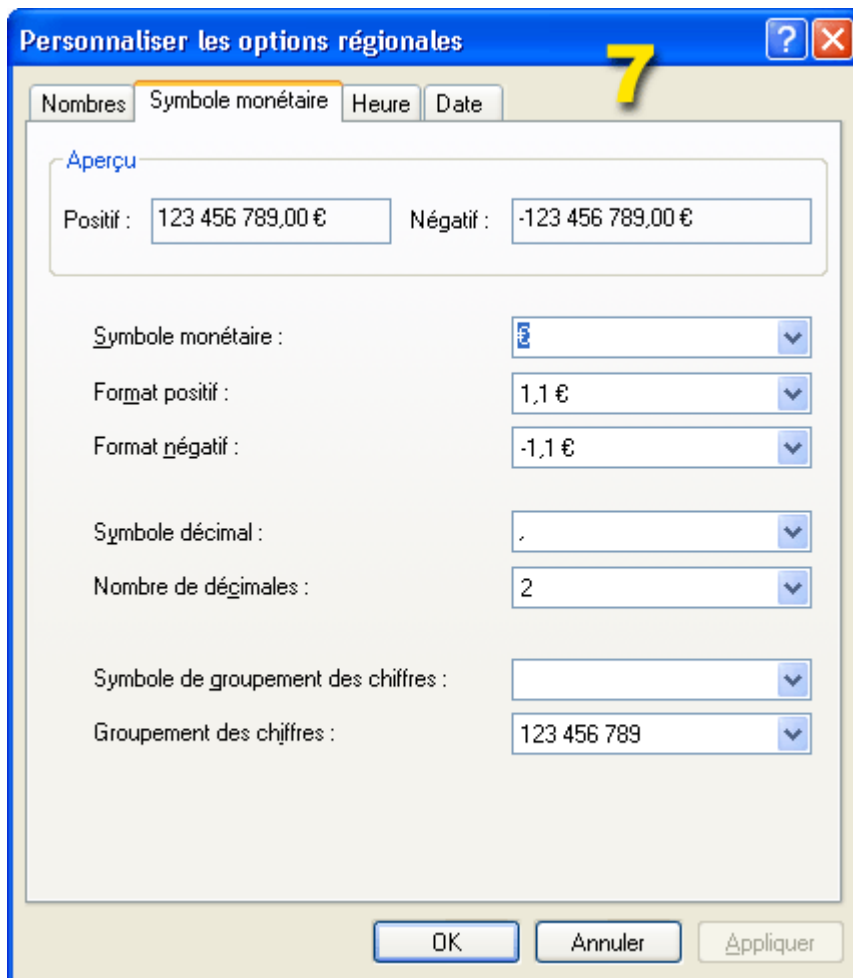 Personnaliser les options régionales
7
Nombres Symbole monétaire Heure Date
Aperçu
Positif : 123 456 789,00 € Négatif : -123 456 789,00 €
Symbole monétaire : €
Format positif : 1,1 €
Format négatif : -1,1 €
Symbole décimal : ,
Nombre de décimales : 2
Symbole de groupement des chiffres :
Groupement des chiffres : 123 456 789
OK Annuler Appliquer